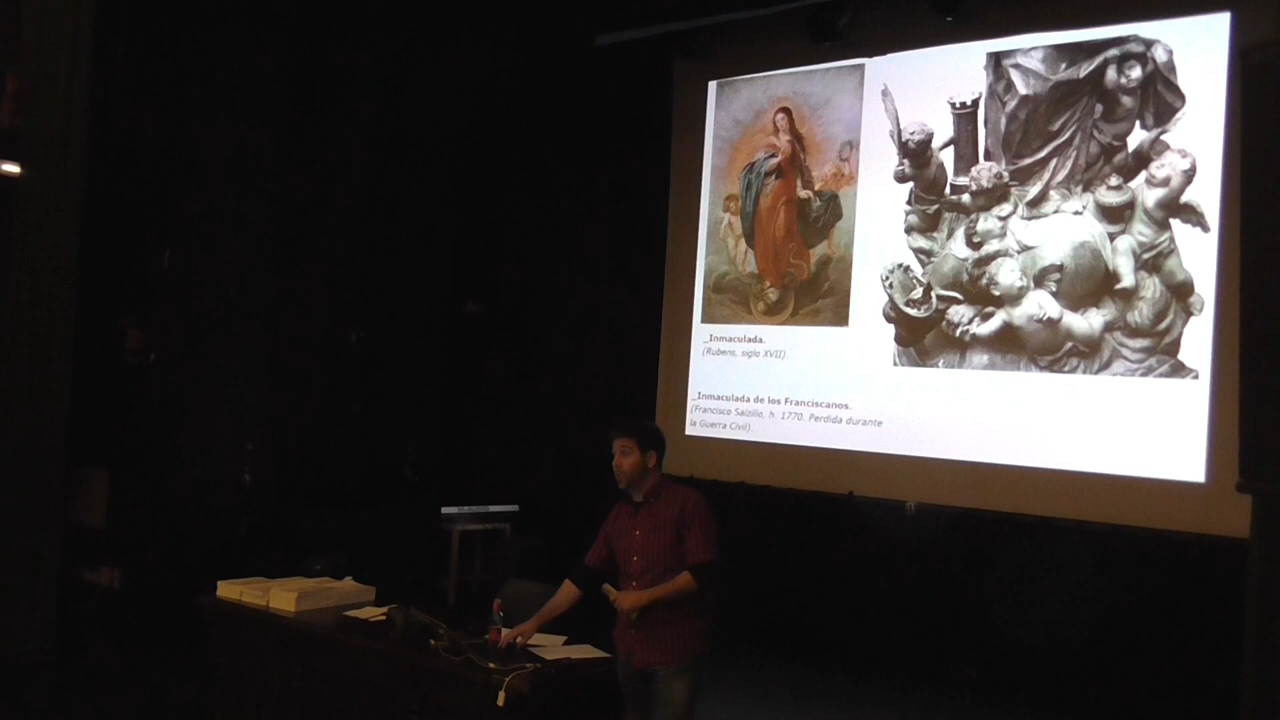 _Inmaculada.
(Rubens, siglo XVII).
_Inmaculada de los Franciscanos.
(Francisco Salzillo, h. 1770. Perdida durante
la Guerra Civil).